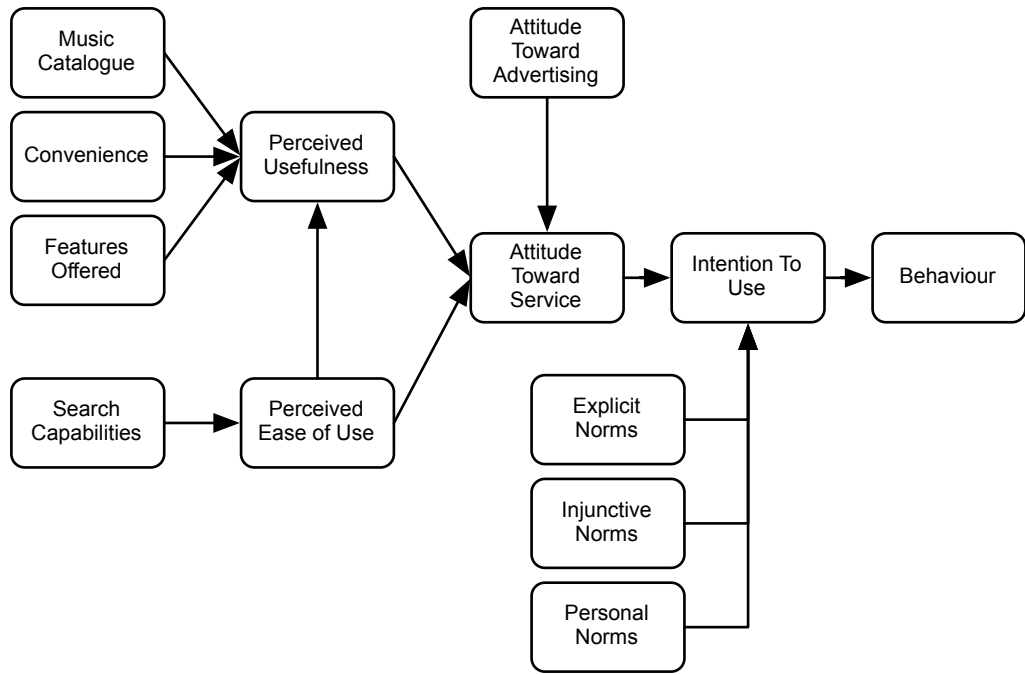 Music
Catalogue
Attitude
Toward
Advertising
Convenience
Perceived
Usefulness
Features
Offered
Attitude
Toward
Service
Intention To
Use
Behaviour
Search
Capabilities
Perceived
Ease of Use
Explicit
Norms
Injunctive
Norms
Personal
Norms